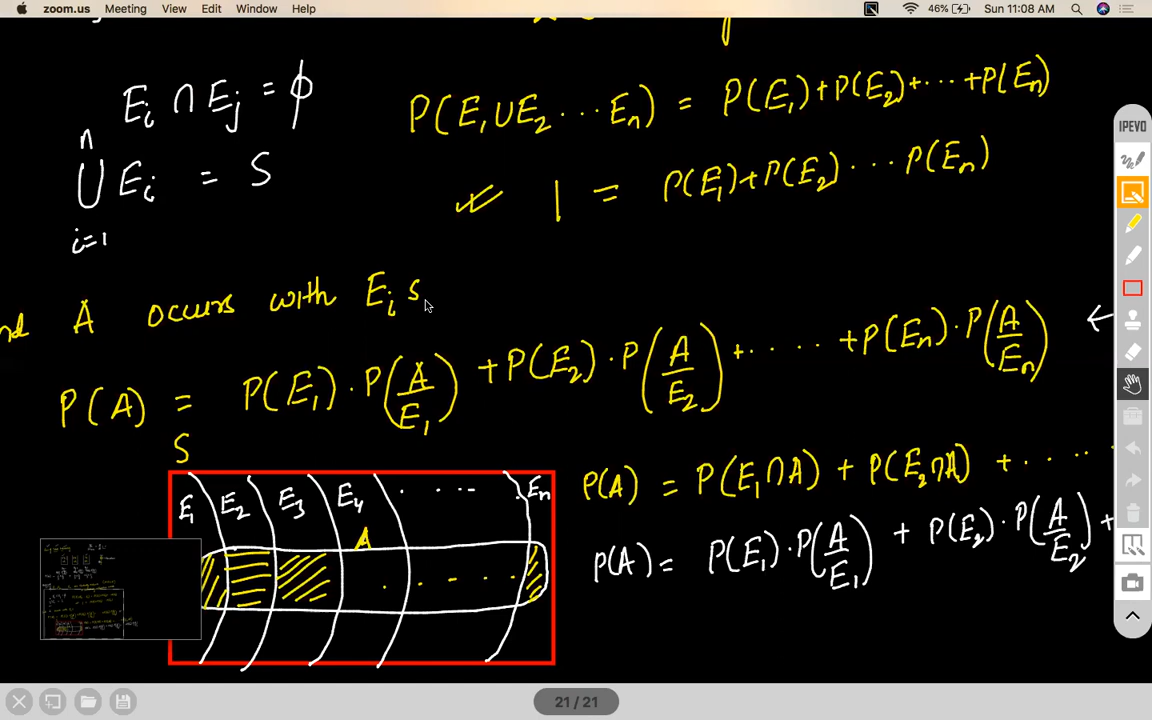 zoom.us Meeting View Edit Window Help 46% Sun 11:08 AM
Ei ∩ Ej = ϕ
n
⋃ Ei = S
i=1
P(E1 ∪ E2 ... En) = P(E1) + P(E2) + ... + P(En)
1 = P(E1) + P(E2) ... P(En)
A occurs with Ei s
P(A) = P(E1) · P(A/E1) + P(E2) · P(A/E2) + ..... + P(En) · P(A/En) ←
S
E1 E2 E3 E4 ..... En
A
P(A) = P(E1 ∩ A) + P(E2 ∩ A) + .....
P(A) = P(E1) · P(A/E1) + P(E2) · P(A/E2) +
IPEVO
21 / 21